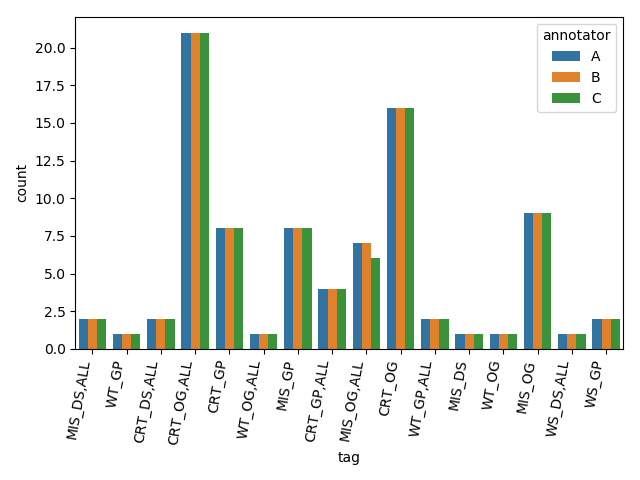 annotator
A
B
C
count
20.0
17.5
15.0
12.5
10.0
7.5
5.0
2.5
0.0
MIS_DS,ALL
WT_GP
CRT_DS,ALL
CRT_OG,ALL
CRT_GP
WT_OG,ALL
MIS_GP
CRT_GP,ALL
MIS_OG,ALL
CRT_OG
WT_GP,ALL
MIS_DS
WT_OG
MIS_OG
WS_DS,ALL
WS_GP
tag